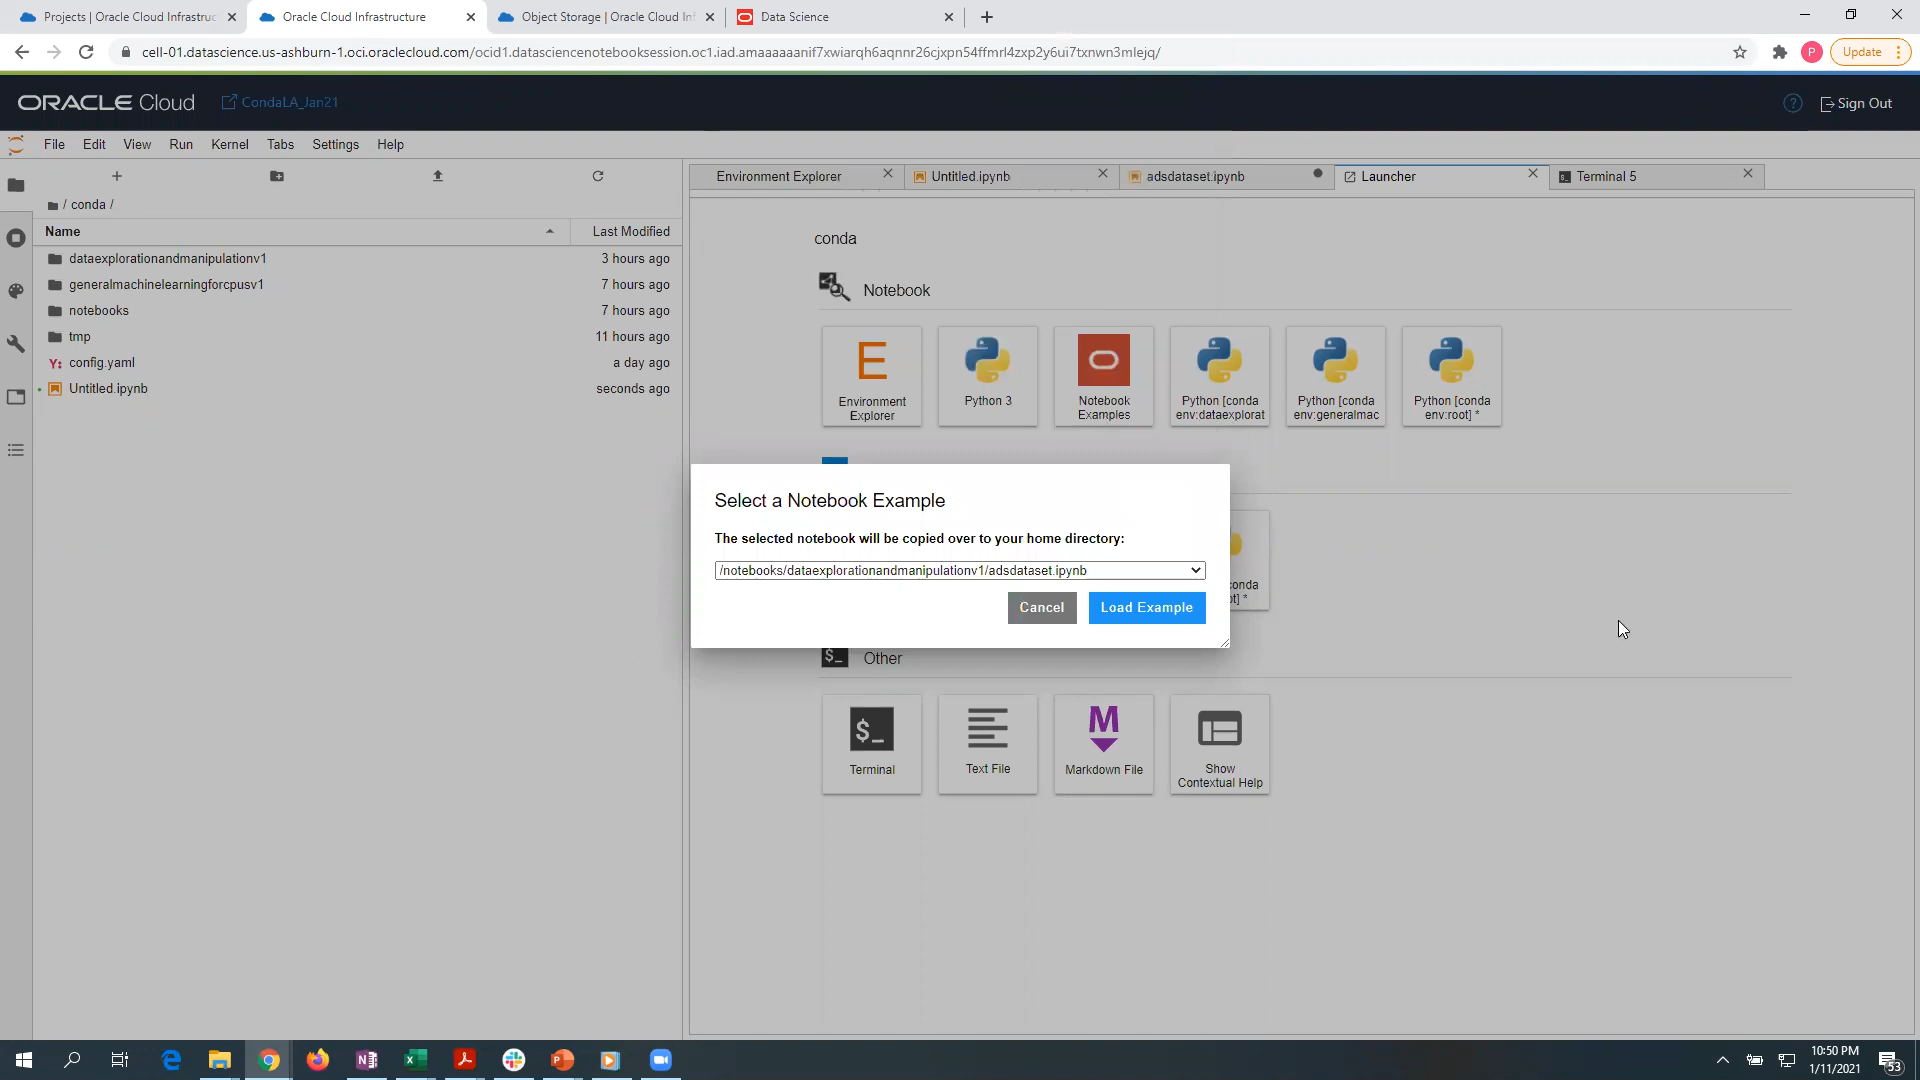 Projects | Oracle Cloud Infrastruc
Oracle Cloud Infrastructure
Object Storage | Oracle Cloud Inf
Data Science
cell-01.datascience.us-ashburn-1.oci.oraclecloud.com/ocid1.datasciencenotebooksession.oc1.iad.amaaaaaanif7xwiarqh6aqnnr26cjxpn54ffmrl4zxp2y6ui7txnwn3mlejq/
P
Update
ORACLE Cloud
CondaLA_Jan21
?
Sign Out
File Edit View Run Kernel Tabs Settings Help
Environment Explorer
Untitled.ipynb
adsdataset.ipynb
Launcher
$_ Terminal 5
/ conda /
Name Last Modified
dataexplorationandmanipulationv1 3 hours ago
generalmachinelearningforcpusv1 7 hours ago
notebooks 7 hours ago
tmp 11 hours ago
Y: config.yaml a day ago
Untitled.ipynb seconds ago
conda
Notebook
E
Environment
Explorer
Python 3
Notebook
Examples
Python [conda
env:dataexplorat
Python [conda
env:generalmac
Python [conda
env:root] *
Select a Notebook Example
The selected notebook will be copied over to your home directory:
/notebooks/dataexplorationandmanipulationv1/adsdataset.ipynb
Cancel
Load Example
onda
ot] *
$_ Other
$_
Terminal
Text File
M
Markdown File
Show
Contextual Help
10:50 PM
1/11/2021
53